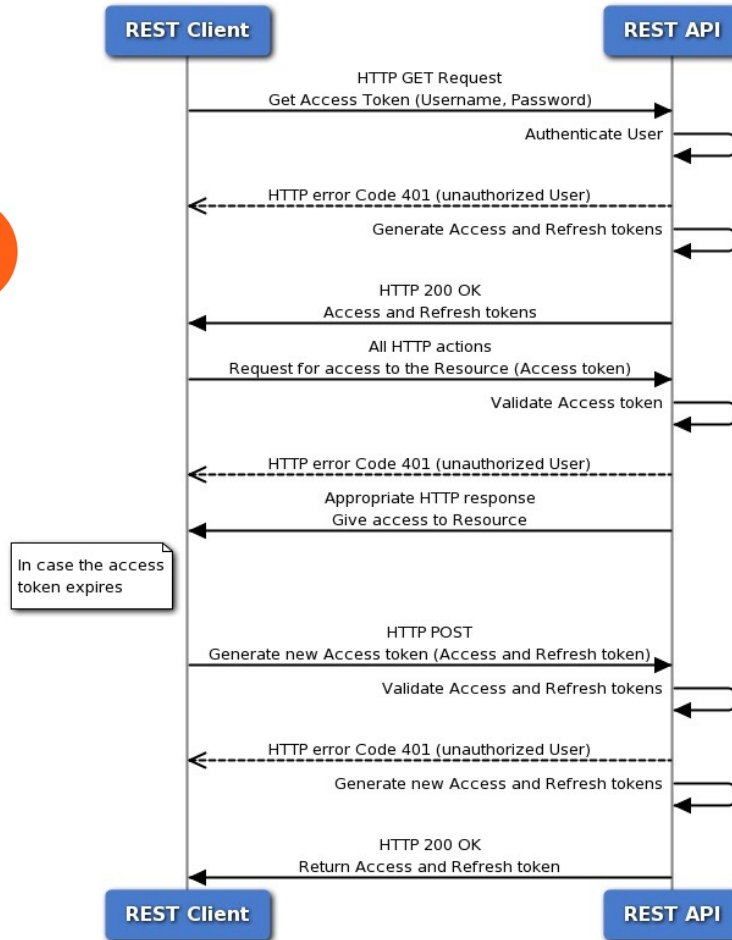 REST Client
REST API
HTTP GET Request
Get Access Token (Username, Password)
Authenticate User
HTTP error Code 401 (unauthorized User)
Generate Access and Refresh tokens
HTTP 200 OK
Access and Refresh tokens
All HTTP actions
Request for access to the Resource (Access token)
Validate Access token
HTTP error Code 401 (unauthorized User)
Appropriate HTTP response
Give access to Resource
In case the access
token expires
HTTP POST
Generate new Access token (Access and Refresh token)
Validate Access and Refresh tokens
HTTP error Code 401 (unauthorized User)
Generate new Access and Refresh tokens
HTTP 200 OK
Return Access and Refresh token
REST Client
REST API